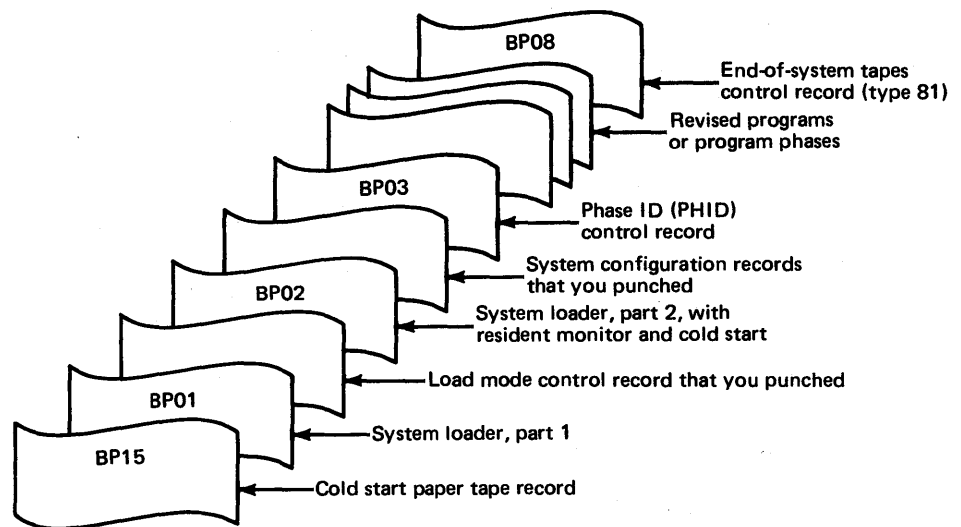 BP08
End-of-system tapes
control record (type 81)
Revised programs
or program phases
BP03
Phase ID (PHID)
control record
System configuration records
that you punched
BP02
System loader, part 2, with
resident monitor and cold start
Load mode control record that you punched
BP01
System loader, part 1
BP15
Cold start paper tape record